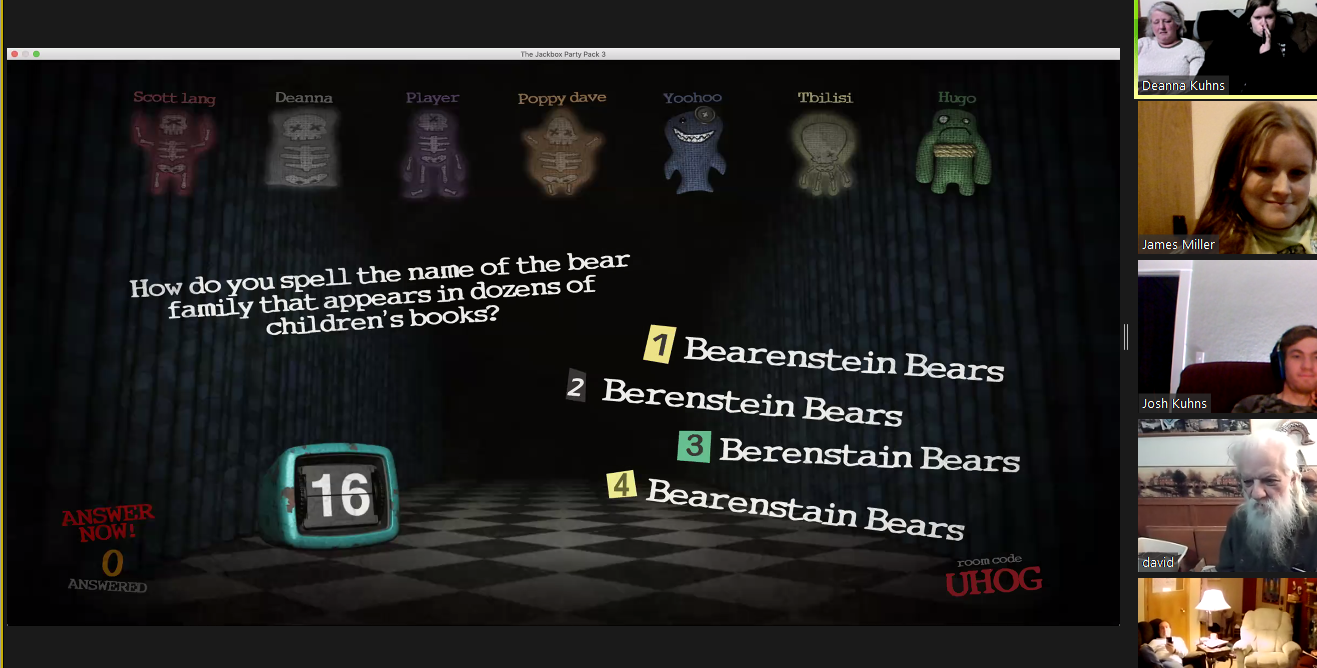 The Jackbox Party Pack 3
Scott lang
Deanna
Player
Poppy dave
Yoohoo
Tbilisi
Hugo
How do you spell the name of the bear
family that appears in dozens of
children's books?
1 Bearenstein Bears
2 Berenstein Bears
3 Berenstain Bears
4 Bearenstain Bears
16
ANSWER
NOW!
0
ANSWERED
room code
UHOG
Deanna Kuhns
James Miller
Josh Kuhns
david